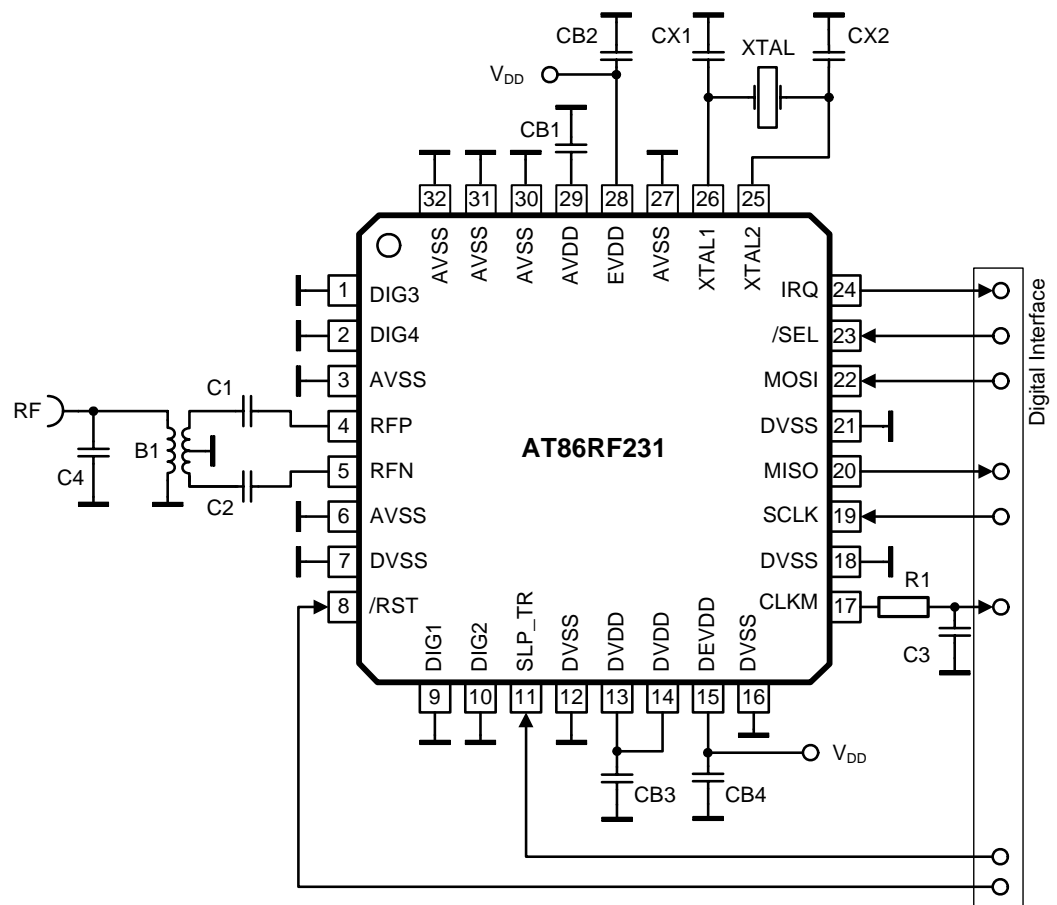 CB2
CX1
XTAL
CX2
VDD
CB1
32
31
30
29
28
27
26
25
AVSS
AVSS
AVSS
AVDD
EVDD
AVSS
XTAL1
XTAL2
1
DIG3
IRQ
24
2
DIG4
/SEL
23
3
AVSS
MOSI
22
RF
C4
B1
C1
C2
4
RFP
DVSS
21
AT86RF231
5
RFN
MISO
20
6
AVSS
SCLK
19
7
DVSS
DVSS
18
8
/RST
CLKM
17
R1
C3
Digital Interface
DIG1
DIG2
SLP_TR
DVSS
DVDD
DVDD
DEVDD
DVSS
9
10
11
12
13
14
15
16
VDD
CB3
CB4